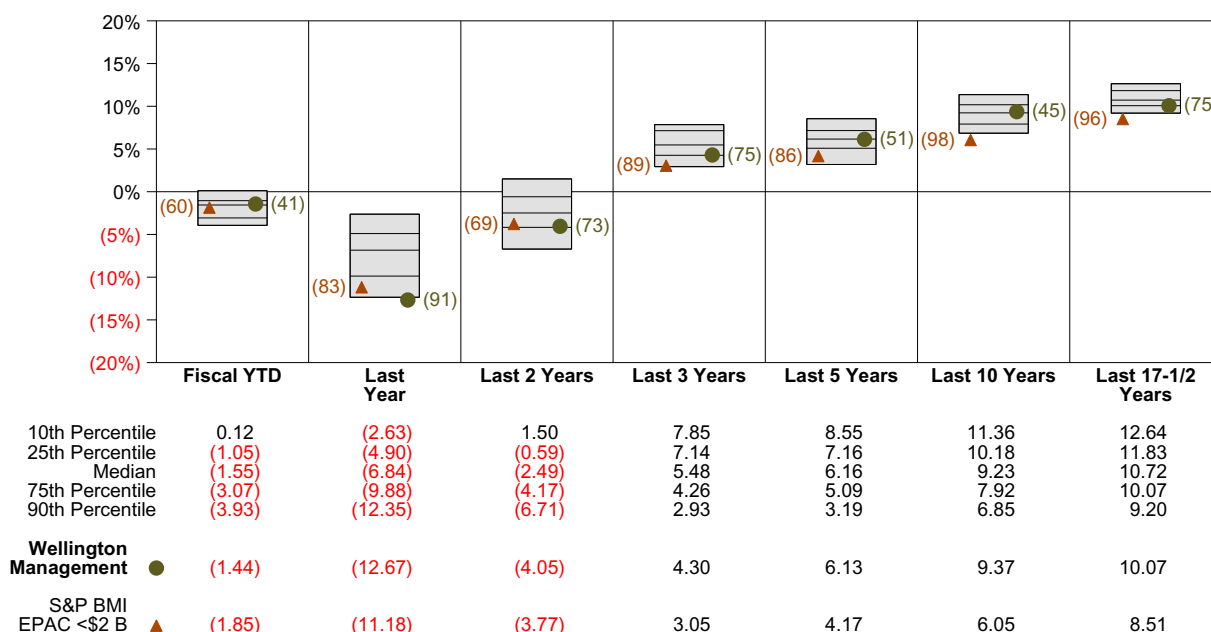 20%
15%
10%
5%
0%
(5%)
(10%)
(15%)
(20%)
(60) (41)
(83) (91)
(69) (73)
(89) (75)
(86) (51)
(98) (45)
(96) (75
Fiscal YTD Last Year Last 2 Years Last 3 Years Last 5 Years Last 10 Years Last 17-1/2 Years
10th Percentile 0.12 (2.63) 1.50 7.85 8.55 11.36 12.64
25th Percentile (1.05) (4.90) (0.59) 7.14 7.16 10.18 11.83
Median (1.55) (6.84) (2.49) 5.48 6.16 9.23 10.72
75th Percentile (3.07) (9.88) (4.17) 4.26 5.09 7.92 10.07
90th Percentile (3.93) (12.35) (6.71) 2.93 3.19 6.85 9.20
Wellington
Management (1.44) (12.67) (4.05) 4.30 6.13 9.37 10.07
S&P BMI
EPAC <$2 B (1.85) (11.18) (3.77) 3.05 4.17 6.05 8.51